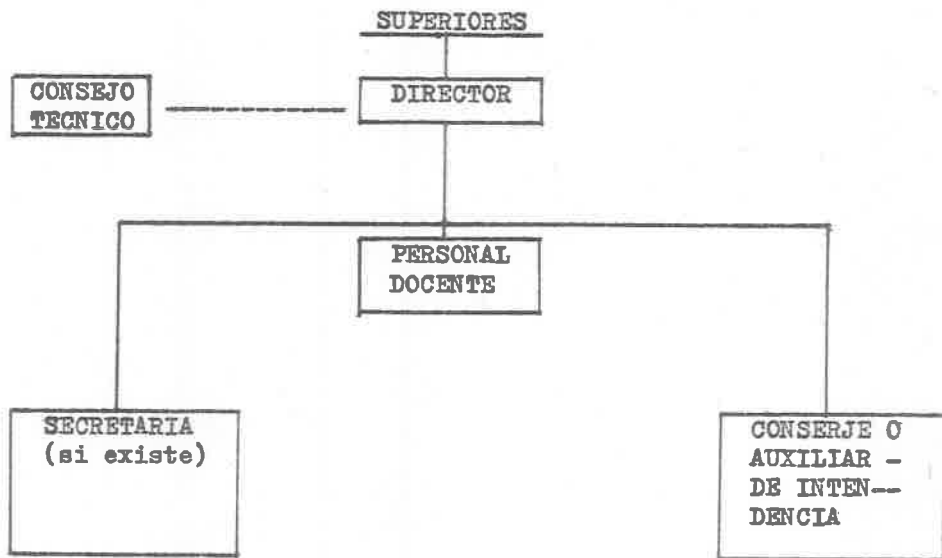 SUPERIORES
CONSEJO
TECNICO
DIRECTOR
PERSONAL
DOCENTE
SECRETARIA
(si existe)
CONSERJE O
AUXILIAR -
DE INTEN--
DENCIA